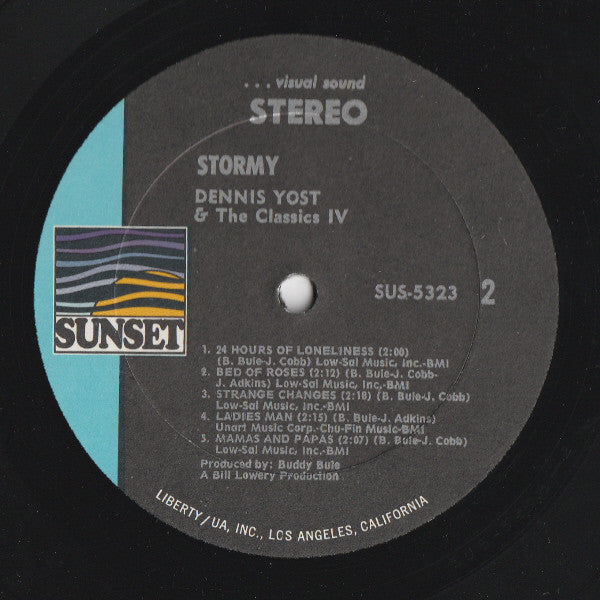 . . . visual sound
STEREO
STORMY
DENNIS YOST
& The Classics IV
SUNSET
SUS-5323 2
1. 24 HOURS OF LONELINESS (2:00)
(B. Buie-J. Cobb) Low-Sal Music, Inc.-BMI
2. BED OF ROSES (2:12) (B. Buie-J. Cobb-
J. Adkins) Low-Sal Music, Inc.-BMI
3. STRANGE CHANGES (2:18) (B. Buie-J. Cobb)
Low-Sal Music, Inc.-BMI
4. LADIES MAN (2:15) (B. Buie-J. Adkins)
Unart Music Corp.-Chu-Fin Music-BMI
5. MAMAS AND PAPAS (2:07) (B. Buie-J. Cobb)
Low-Sal Music, Inc.-BMI
Produced by: Buddy Buie
A Bill Lowery Production
LIBERTY/UA, INC., LOS ANGELES, CALIFORNIA